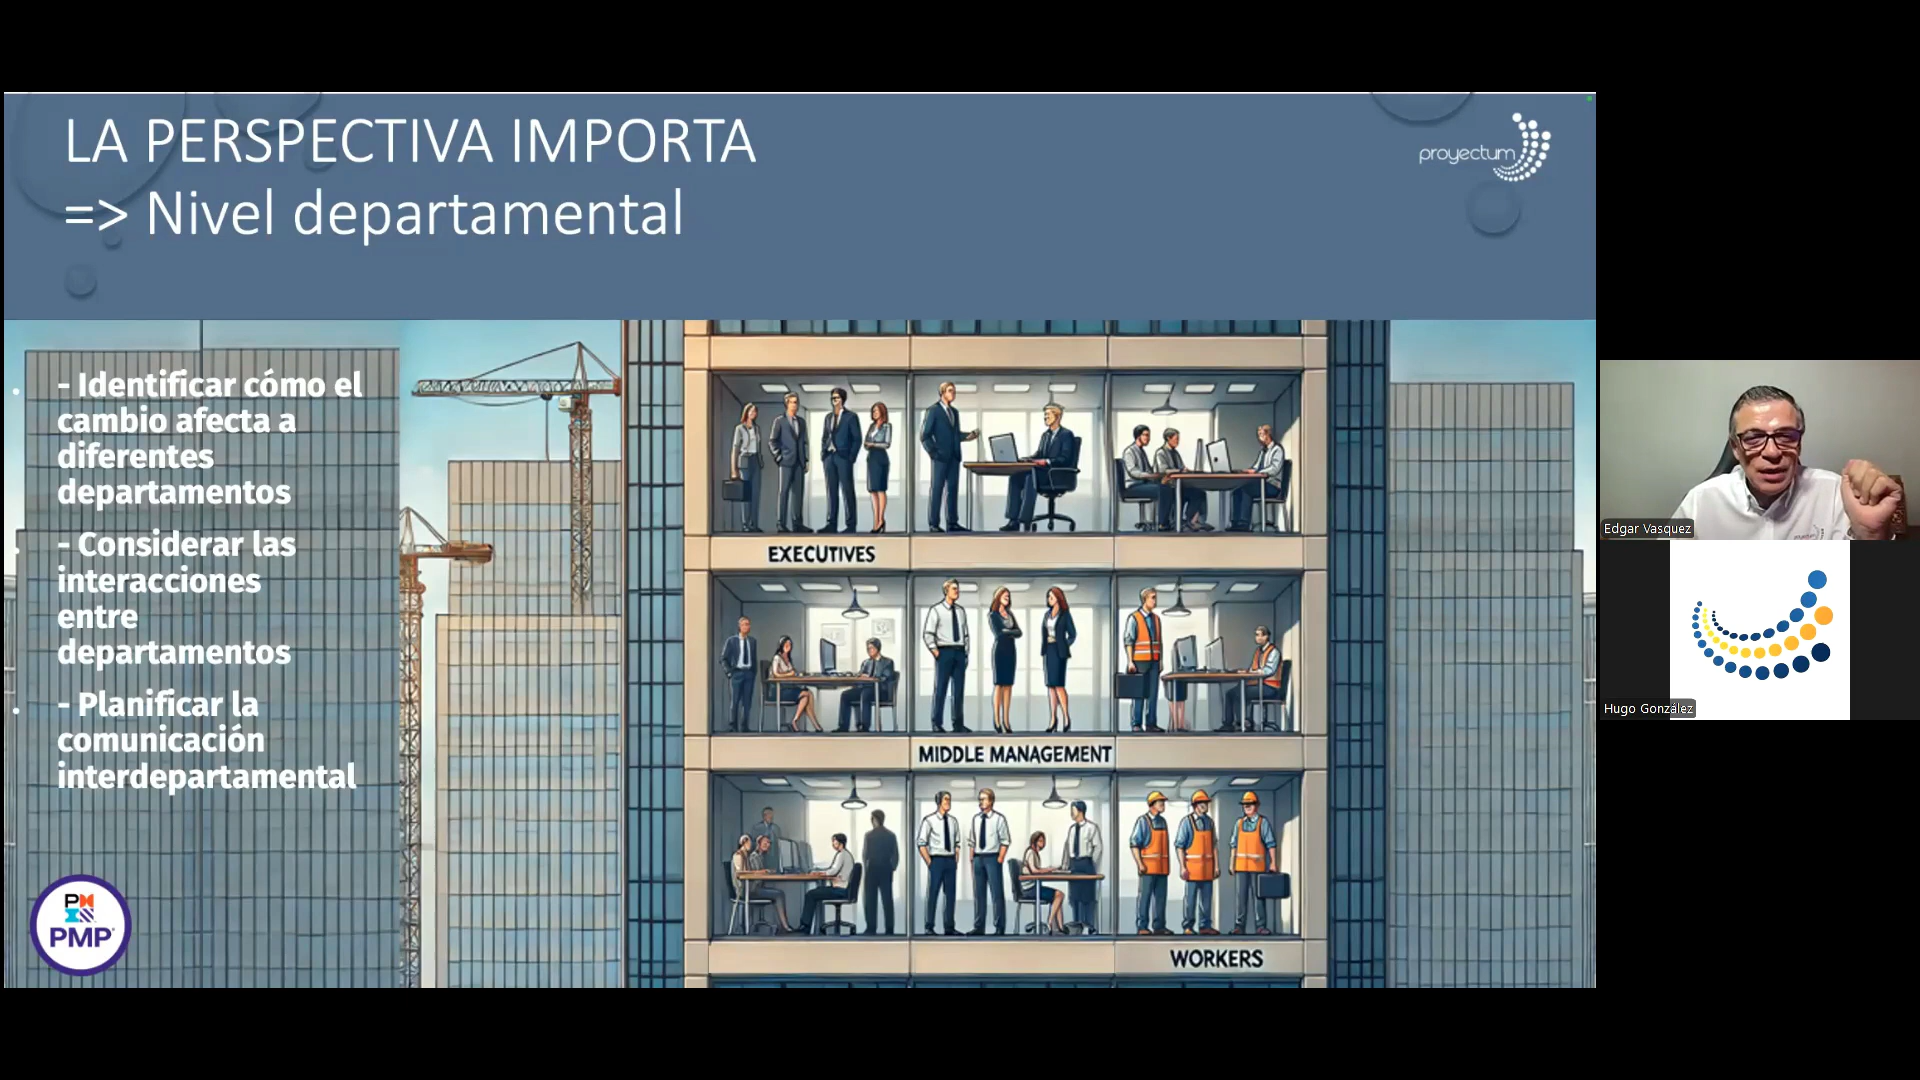 LA PERSPECTIVA IMPORTA
=> Nivel departamental
proyectum
- Identificar cómo el
cambio afecta a
diferentes
departamentos
- Considerar las
interacciones
entre
departamentos
- Planificar la
comunicación
interdepartamental
EXECUTIVES
MIDDLE MANAGEMENT
WORKERS
PMP
Edgar Vasquez
Hugo González